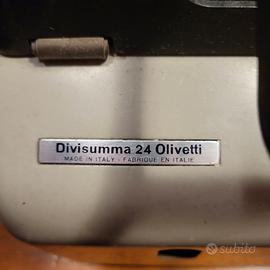 Divisumma 24 Olivetti
MADE IN ITALY - FABRIQUE EN ITALIE
subito